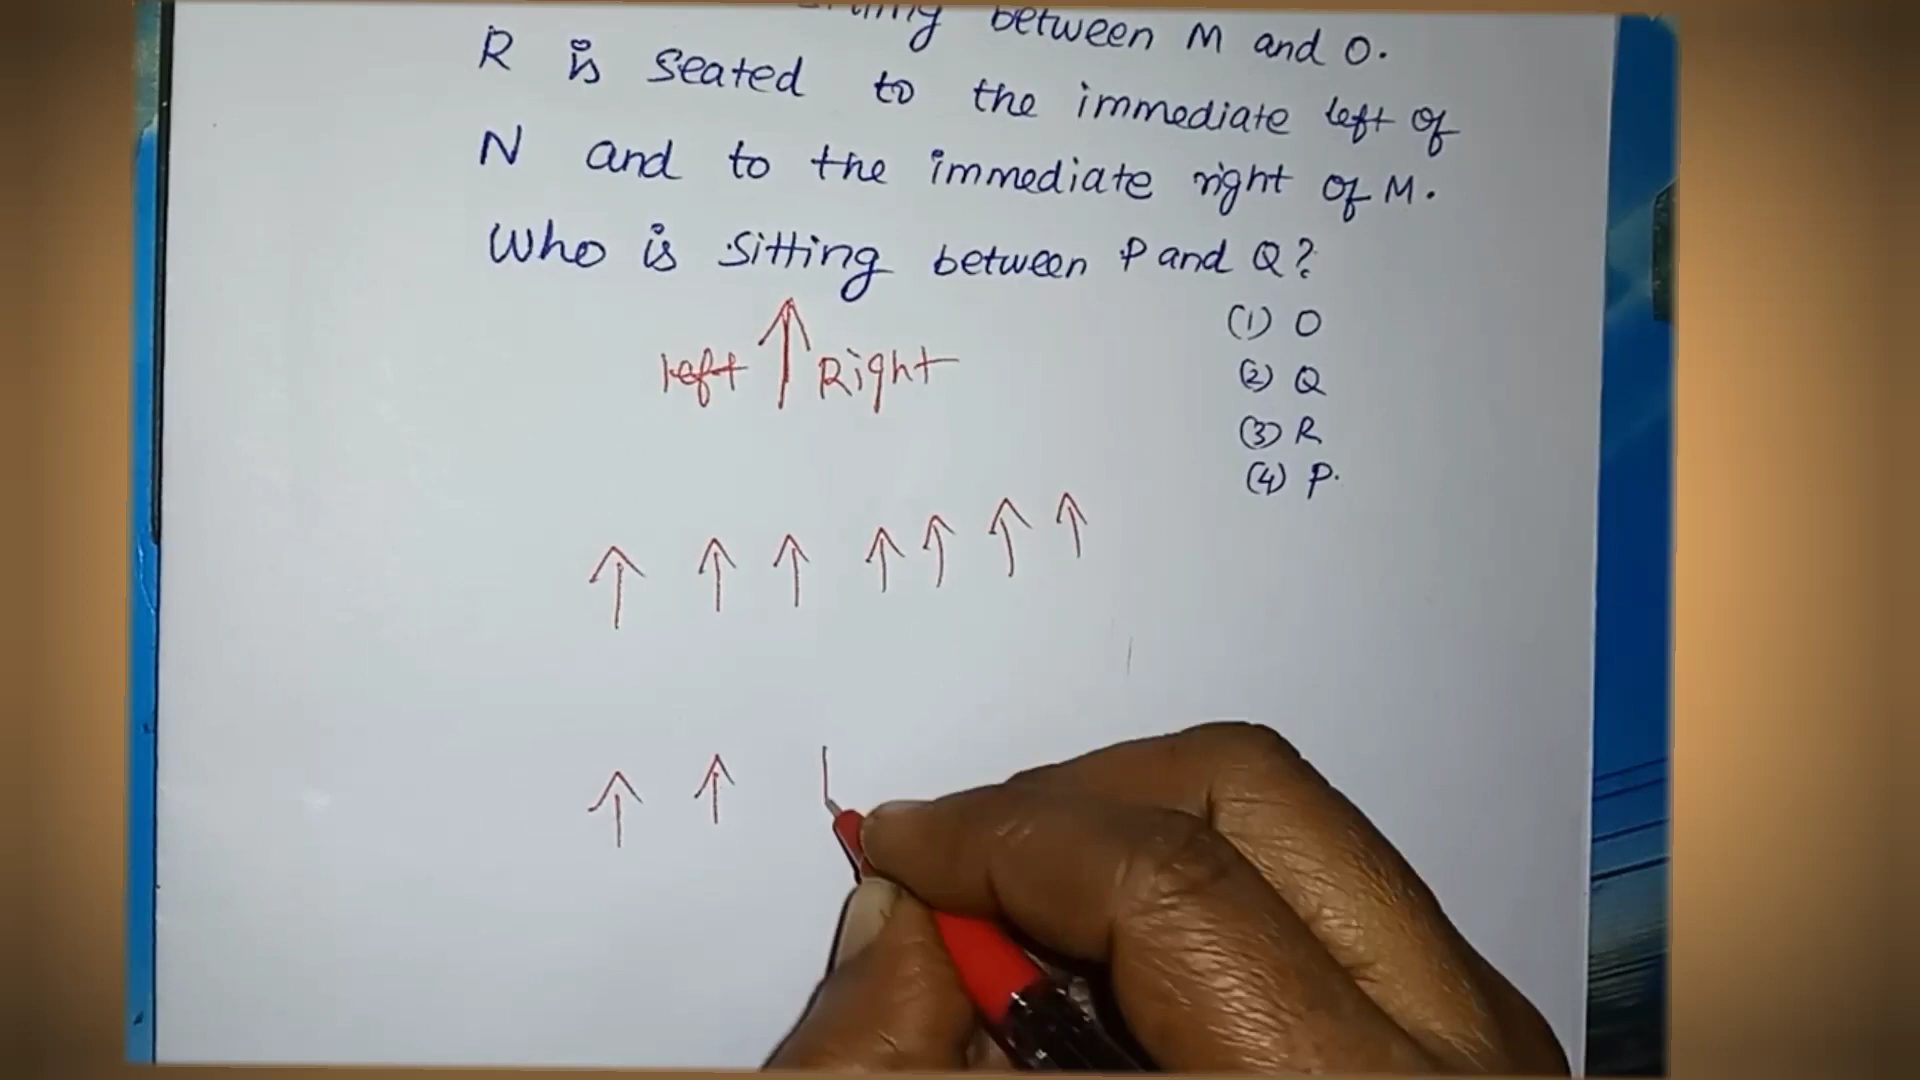 sitting between M and O.
R is seated to the immediate left of
N and to the immediate right of M.
Who is sitting between P and Q?
left Right
(1) O
(2) Q
(3) R
(4) P.